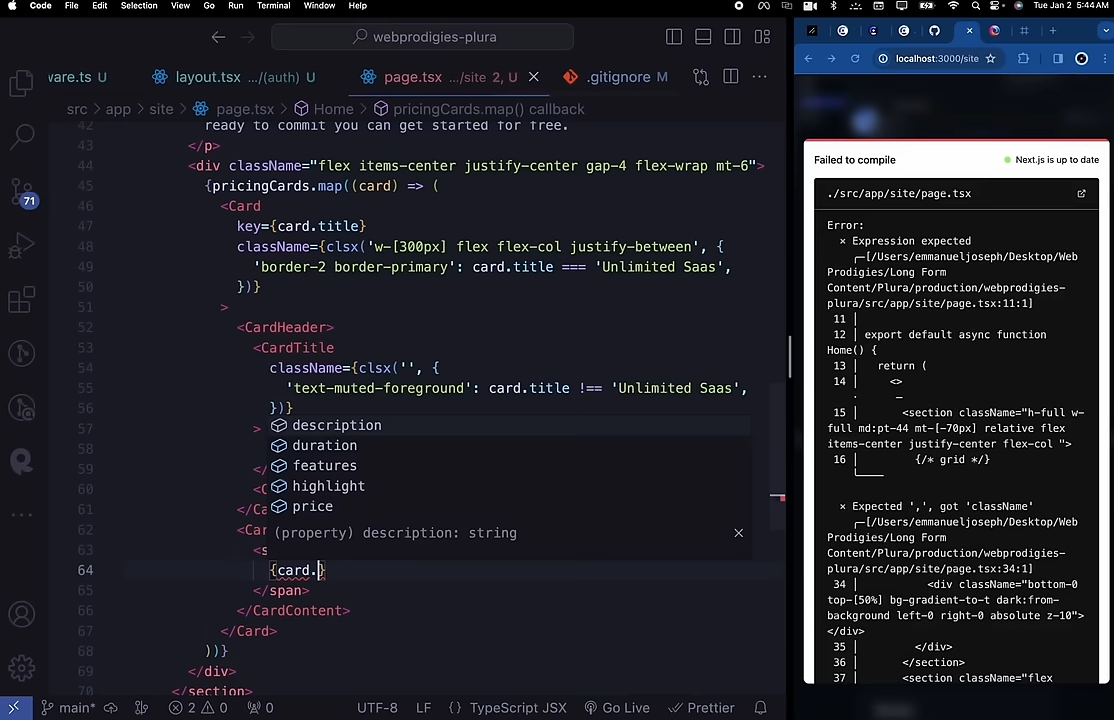 Code File Edit Selection View Go Run Terminal Window Help
Tue Jan 2 5:44 AM
webprodigies-plura
ware.ts U
layout.tsx .../(auth) U
page.tsx .../site 2, U
.gitignore M
src > app > site > page.tsx > Home > pricingCards.map() callback
42 ready to commit you can get started for free.
43 </p>
44 <div className="flex items-center justify-center gap-4 flex-wrap mt-6">
45 {pricingCards.map((card) => (
46 <Card
47 key={card.title}
48 className={clsx('w-[300px] flex flex-col justify-between', {
49 'border-2 border-primary': card.title === 'Unlimited Saas',
50 })}
51 >
52 <CardHeader>
53 <CardTitle
54 className={clsx('', {
55 'text-muted-foreground': card.title !== 'Unlimited Saas',
56 })}
57 >
58
59 </
60 <C
61 </Ca
62 <Car
63 <s
64 {card.}
65 </span>
66 </CardContent>
67 </Card>
68 ))}
69 </div>
70 </section>
description
duration
features
highlight
price
(property) description: string
71
main*
2 0
0
UTF-8
LF
{} TypeScript JSX
Go Live
Prettier
localhost:3000/site
Failed to compile
Next.js is up to date
./src/app/site/page.tsx
Error:
× Expression expected
╭─[/Users/emmanueljoseph/Desktop/Web
Prodigies/Long Form
Content/Plura/production/webprodigies-
plura/src/app/site/page.tsx:11:1]
11 │
12 │ export default async function
Home() {
13 │ return (
14 │ <>
· ─
15 │ <section className="h-full w-
full md:pt-44 mt-[-70px] relative flex
items-center justify-center flex-col ">
16 │ {/* grid */}
╰────
× Expected ',', got 'className'
╭─[/Users/emmanueljoseph/Desktop/Web
Prodigies/Long Form
Content/Plura/production/webprodigies-
plura/src/app/site/page.tsx:34:1]
34 │ <div className="bottom-0
top-[50%] bg-gradient-to-t dark:from-
background left-0 right-0 absolute z-10">
</div>
35 │ </div>
36 │ </section>
37 │ <section className="flex